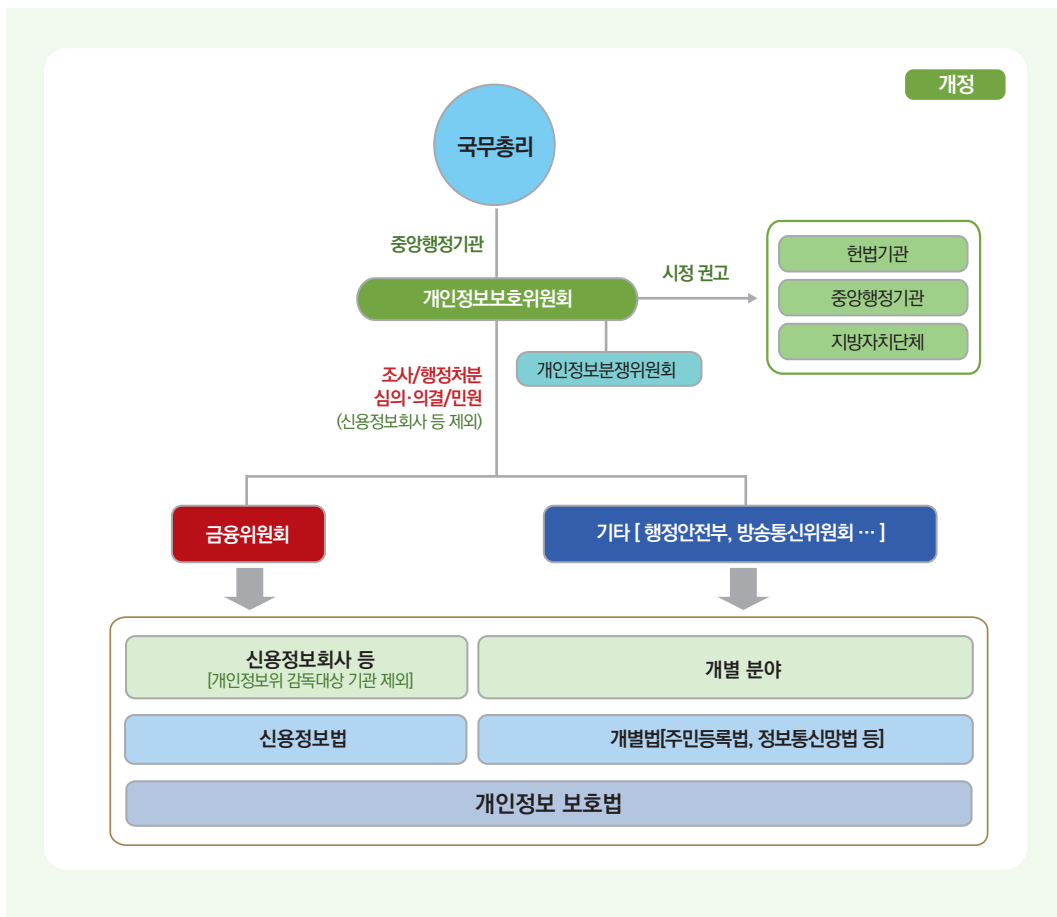 개정
국무총리
중앙행정기관
개인정보보호위원회
시정 권고
헌법기관
중앙행정기관
지방자치단체
개인정보분쟁위원회
조사/행정처분
심의·의결/민원
(신용정보회사 등 제외)
금융위원회
기타 [ 행정안전부, 방송통신위원회 … ]
신용정보회사 등
[개인정보위 감독대상 기관 제외]
개별 분야
신용정보법
개별법[주민등록법, 정보통신망법 등]
개인정보 보호법